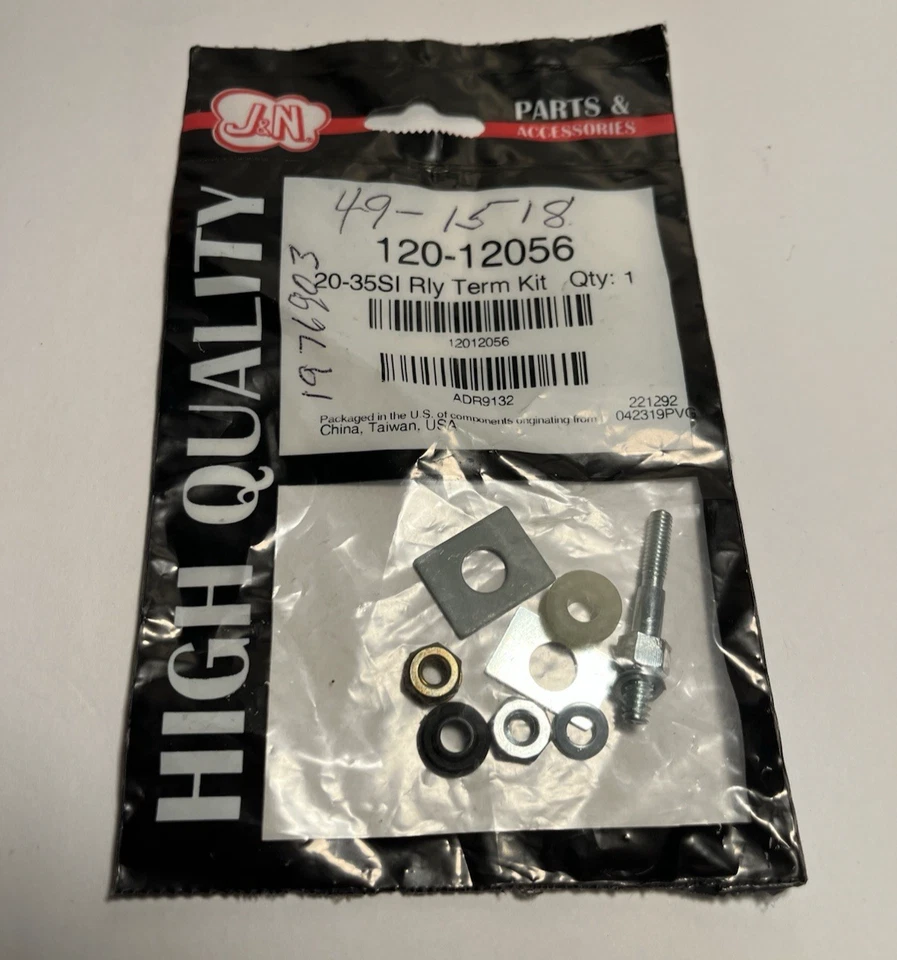 J&N®
PARTS &
ACCESSORIES
HIGH QUALITY
49-1518
120-12056
1976903
20-35SI Rly Term Kit Qty: 1
12012056
ADR9132
221292
Packaged in the U.S. of components originating from
042319PVG
China, Taiwan, USA